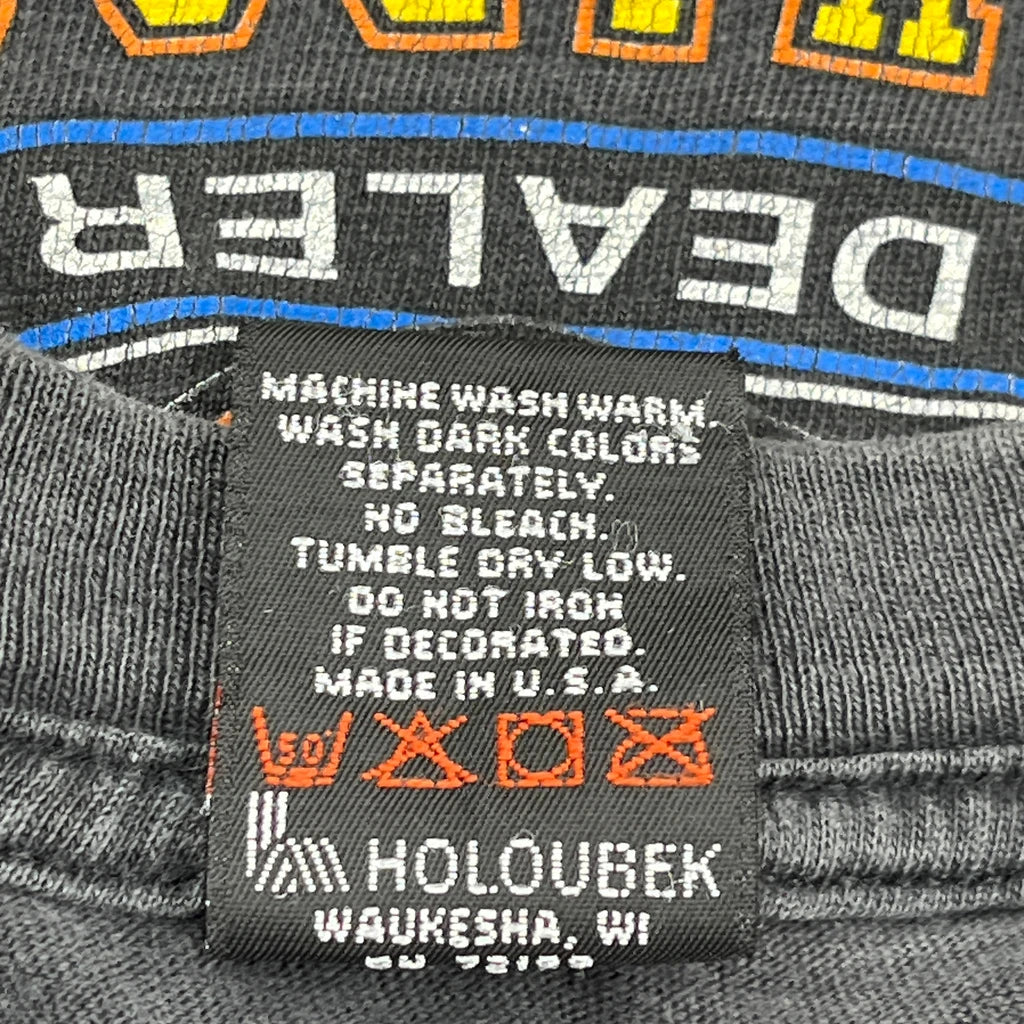 DEALER
MACHINE WASH WARM.
WASH DARK COLORS
SEPARATELY.
NO BLEACH.
TUMBLE DRY LOW.
DO NOT IRON
IF DECORATED.
MADE IN U.S.A.
50
HOLOUBEK
WAUKESHA, WI